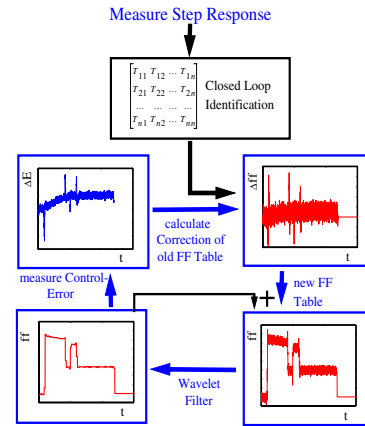 Measure Step Response
T11 T12 ... T1n
T21 T22 ... T2n
... ... ... ...
Tn1 Tn2 ... Tnn
Closed Loop
Identification
ΔE
t
calculate
Correction of
old FF Table
Δff
t
measure Control-
Error
new FF
Table
+
ff
t
Wavelet
Filter
ff
t